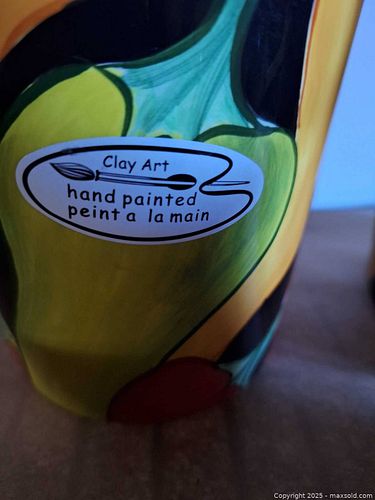 Clay Art
hand painted
peint a la main
Copyright 2025 - maxsold.com